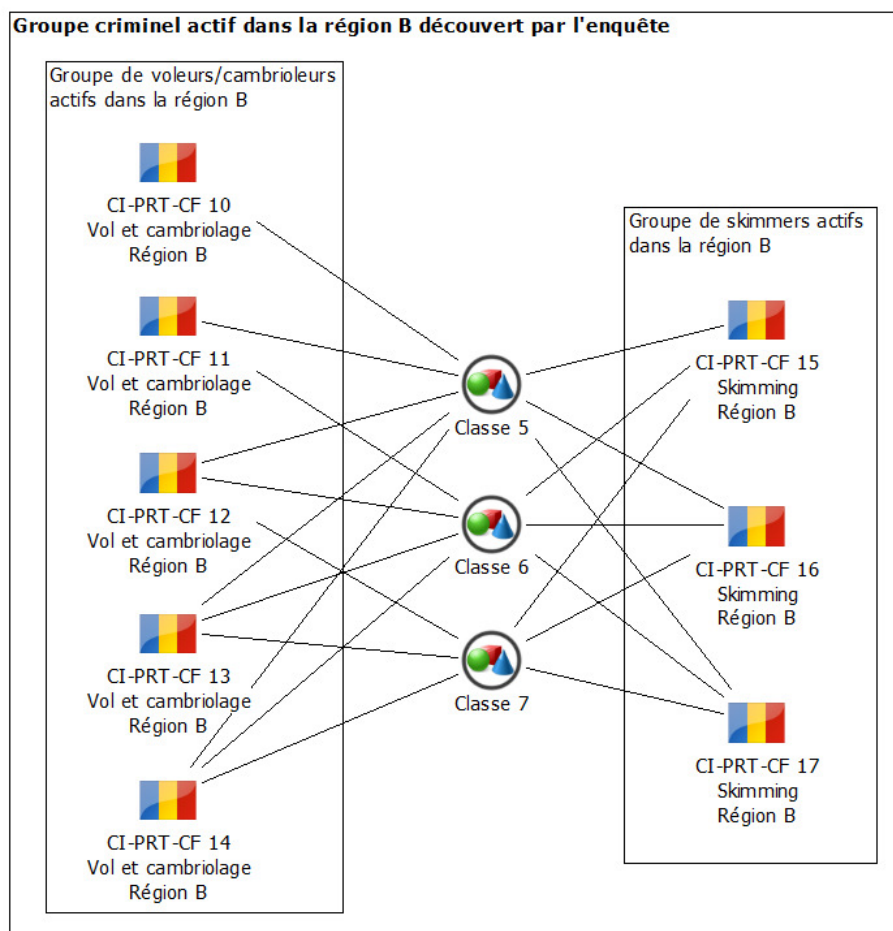 Groupe criminel actif dans la région B découvert par l'enquête
Groupe de voleurs/cambrioleurs
actifs dans la région B
CI-PRT-CF 10
Vol et cambriolage
Région B
CI-PRT-CF 11
Vol et cambriolage
Région B
CI-PRT-CF 12
Vol et cambriolage
Région B
CI-PRT-CF 13
Vol et cambriolage
Région B
CI-PRT-CF 14
Vol et cambriolage
Région B
Classe 5
Classe 6
Classe 7
Groupe de skimmers actifs
dans la région B
CI-PRT-CF 15
Skimming
Région B
CI-PRT-CF 16
Skimming
Région B
CI-PRT-CF 17
Skimming
Région B